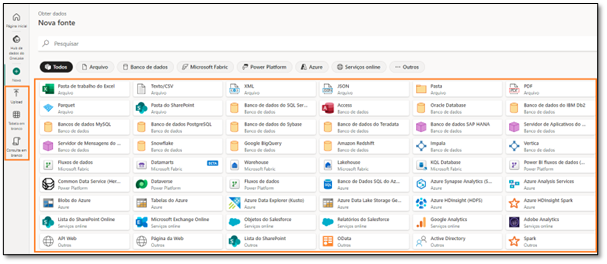 Obter dados
Nova fonte
Página inicial
Pesquisar
Hub de dados do OneLake
Novo
Upload
Tabela em branco
Consulta em branco
Todos Arquivo Banco de dados Microsoft Fabric Power Platform Azure Serviços online Outros
Pasta de trabalho do Excel Texto/CSV XML JSON Pasta PDF
Arquivo Arquivo Arquivo Arquivo Arquivo Arquivo
Parquet Pasta do SharePoint Banco de dados do SQL Ser... Access Oracle Database Banco de dados do IBM Db2
Arquivo Arquivo Banco de dados Banco de dados Banco de dados Banco de dados
Banco de dados MySQL Banco de dados PostgreSQL Banco de dados do Sybase Banco de dados do Teradata Banco de dados SAP HANA Servidor de Aplicativos do ...
Banco de dados Banco de dados Banco de dados Banco de dados Banco de dados Banco de dados
Servidor de Mensagens do ... Snowflake Google BigQuery Amazon Redshift Impala Vertica
Banco de dados Banco de dados Banco de dados Banco de dados Banco de dados Banco de dados
Fluxos de dados Datamarts BETA Warehouse Lakehouse KQL Database Power BI fluxos de dados (...
Microsoft Fabric Microsoft Fabric Microsoft Fabric Microsoft Fabric Microsoft Fabric Microsoft Fabric
Common Data Service (Her... Dataverse Fluxos de dados Banco de Dados SQL do Az... Azure Synapse Analytics (S... Azure Analysis Services
Power Platform Power Platform Power Platform Azure Azure Azure
Blobs do Azure Tabelas do Azure Azure Data Explorer (Kusto) Azure Data Lake Storage Ge... Azure HDInsight (HDFS) Azure HDInsight Spark
Azure Azure Azure Azure Azure Azure
Lista do SharePoint Online Microsoft Exchange Online Objetos do Salesforce Relatórios do Salesforce Google Analytics Adobe Analytics
Serviços online Serviços online Serviços online Serviços online Serviços online Serviços online
API Web Página da Web Lista do SharePoint OData Active Directory Spark
Outros Outros Outros Outros Outros Outros